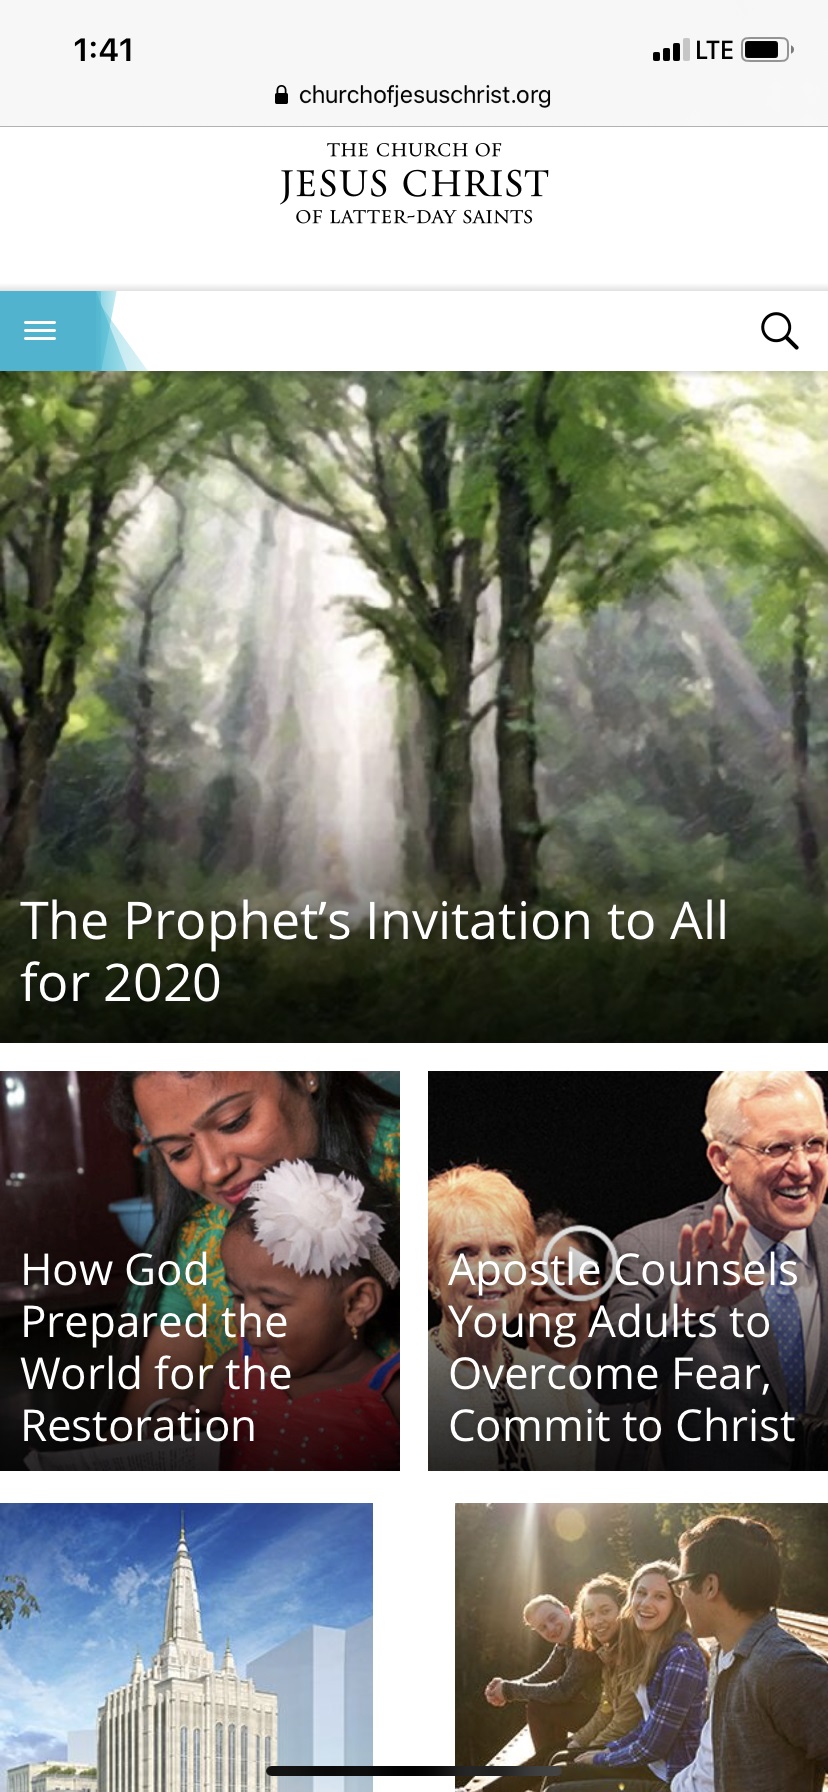 1:41
LTE
churchofjesuschrist.org
THE CHURCH OF
JESUS CHRIST
OF LATTER-DAY SAINTS
The Prophet’s Invitation to All
for 2020
How God
Prepared the
World for the
Restoration
Apostle Counsels
Young Adults to
Overcome Fear,
Commit to Christ